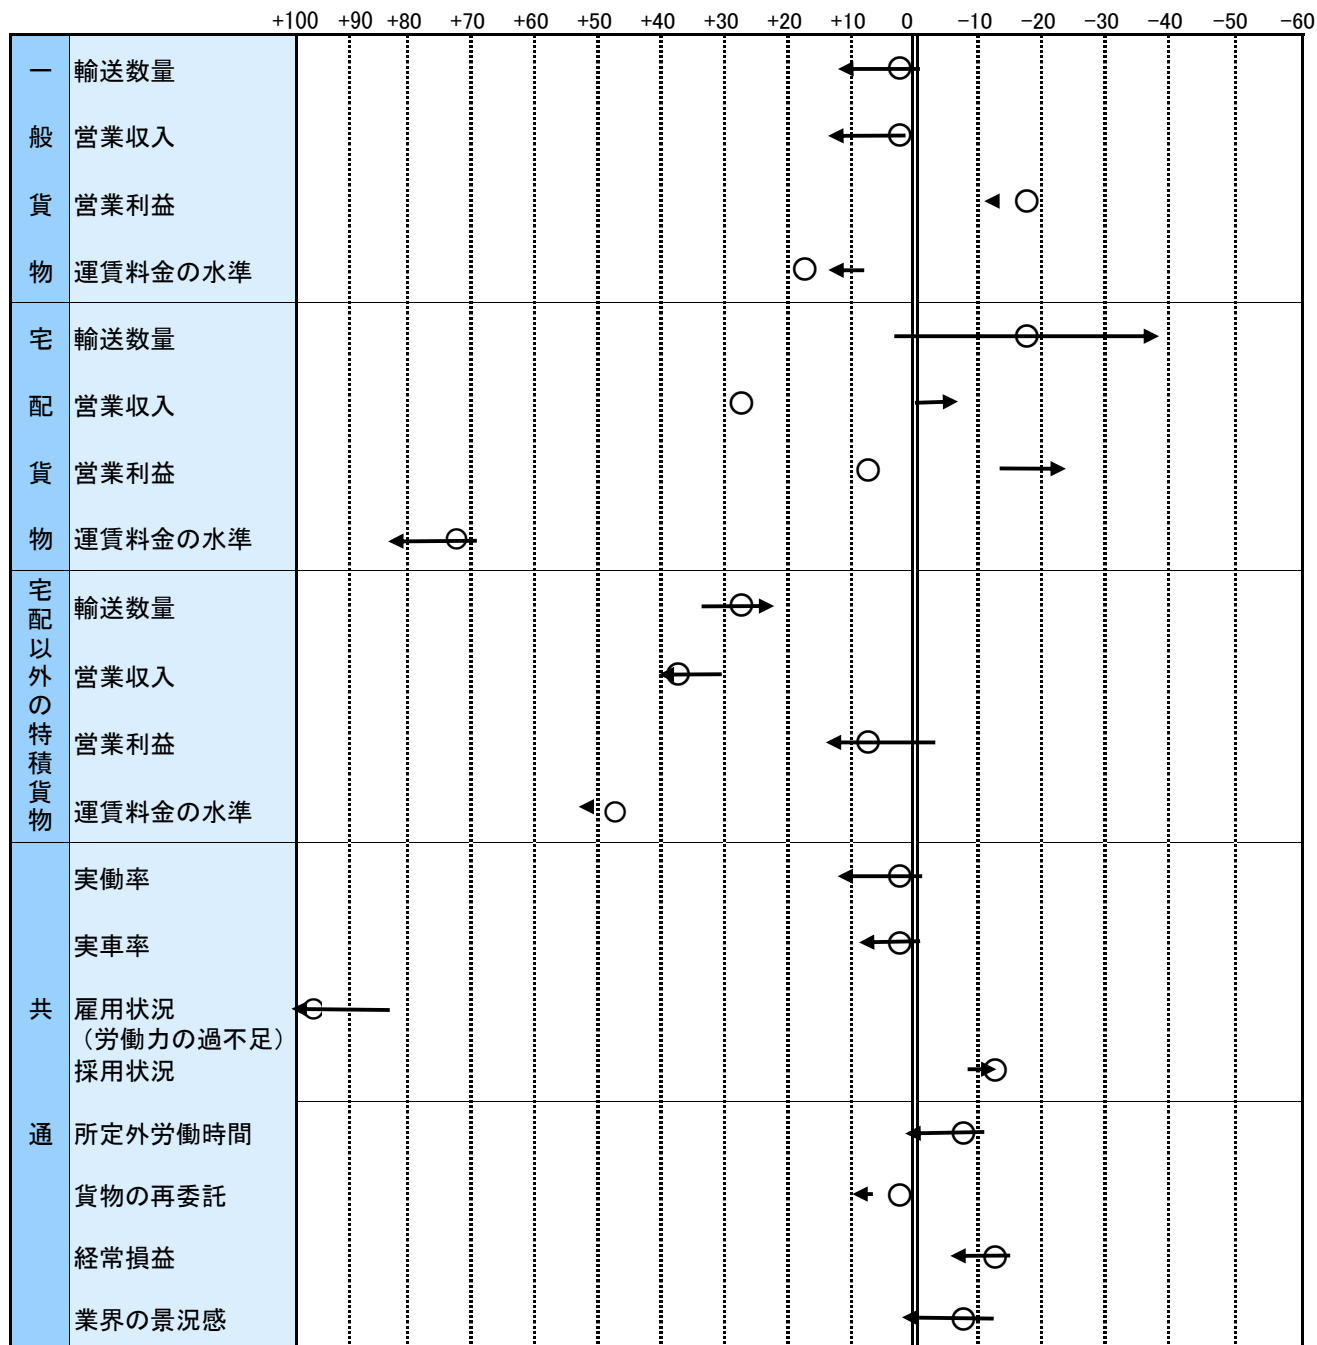 +100 +90 +80 +70 +60 +50 +40 +30 +20 +10 0 −10 −20 −30 −40 −50 −60
一般貨物
輸送数量
営業収入
営業利益
運賃料金の水準
宅配貨物
輸送数量
営業収入
営業利益
運賃料金の水準
宅配以外の特積貨物
輸送数量
営業収入
営業利益
運賃料金の水準
共通
実働率
実車率
雇用状況
（労働力の過不足）
採用状況
所定外労働時間
貨物の再委託
経常損益
業界の景況感